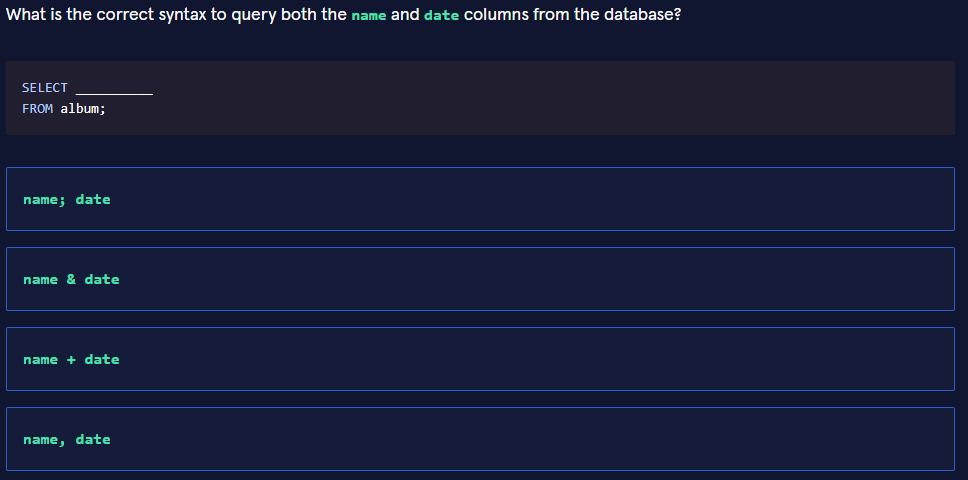 What is the correct syntax to query both the name and date columns from the database?
SELECT __________
FROM album;
name; date
name & date
name + date
name, date